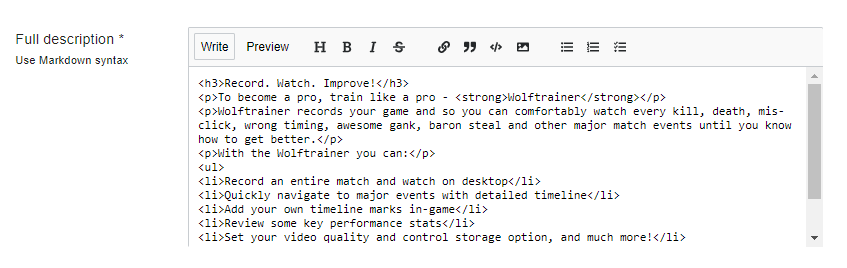 Full description *
Use Markdown syntax
Write Preview H B I S
<h3>Record. Watch. Improve!</h3>
<p>To become a pro, train like a pro - <strong>Wolftrainer</strong></p>
<p>Wolftrainer records your game and so you can comfortably watch every kill, death, mis-
click, wrong timing, awesome gank, baron steal and other major match events until you know
how to get better.</p>
<p>With the Wolftrainer you can:</p>
<ul>
<li>Record an entire match and watch on desktop</li>
<li>Quickly navigate to major events with detailed timeline</li>
<li>Add your own timeline marks in-game</li>
<li>Review some key performance stats</li>
<li>Set your video quality and control storage option, and much more!</li>